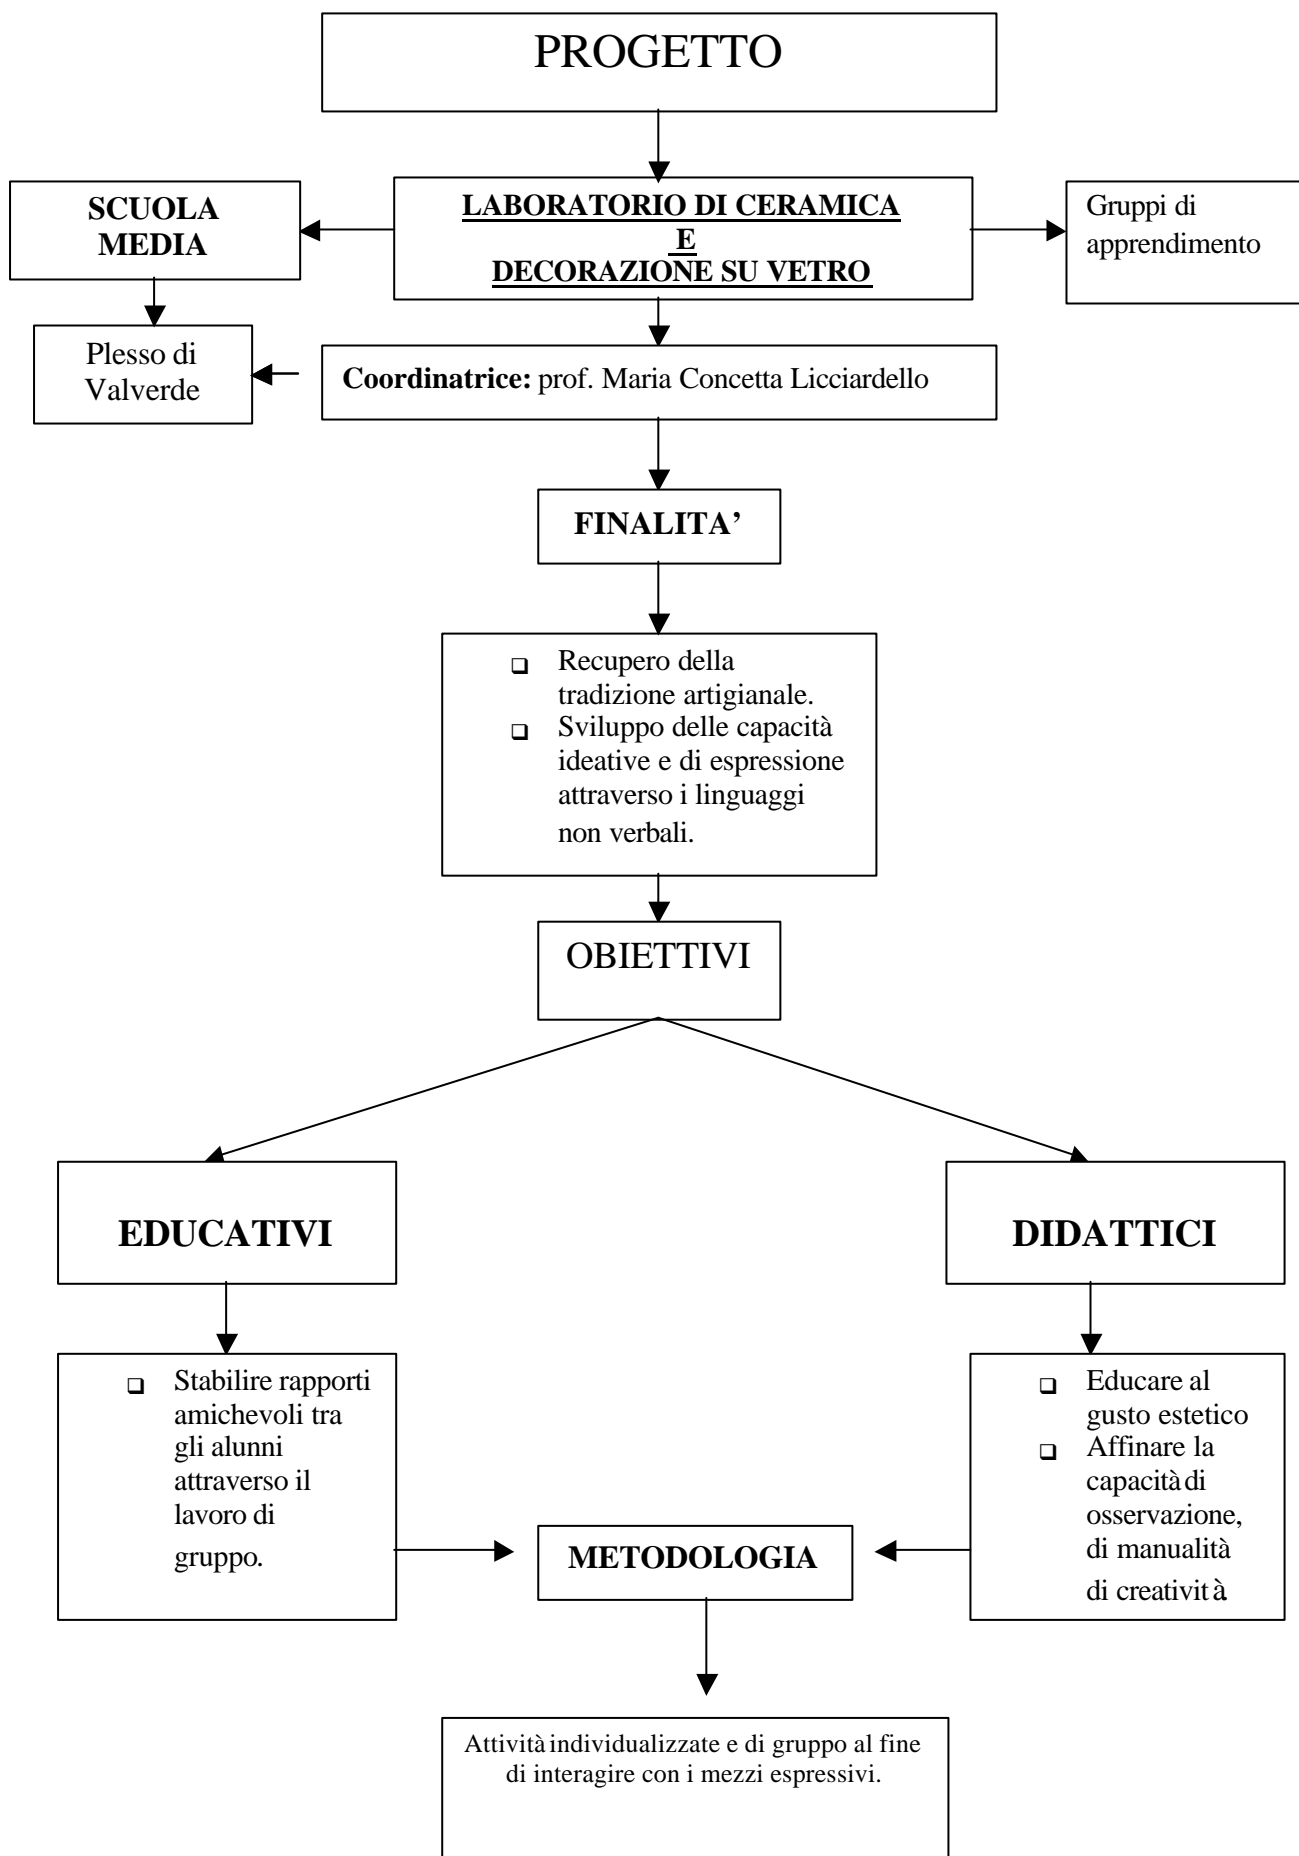 PROGETTO
SCUOLA
MEDIA
LABORATORIO DI CERAMICA
E
DECORAZIONE SU VETRO
Gruppi di
apprendimento
Plesso di
Valverde
Coordinatrice: prof. Maria Concetta Licciardello
FINALITA’
❑ Recupero della
tradizione artigianale.
❑ Sviluppo delle capacità
ideative e di espressione
attraverso i linguaggi
non verbali.
OBIETTIVI
EDUCATIVI
DIDATTICI
❑ Stabilire rapporti
amichevoli tra
gli alunni
attraverso il
lavoro di
gruppo.
❑ Educare al
gusto estetico
❑ Affinare la
capacità di
osservazione,
di manualità
di creatività.
METODOLOGIA
Attività individualizzate e di gruppo al fine
di interagire con i mezzi espressivi.